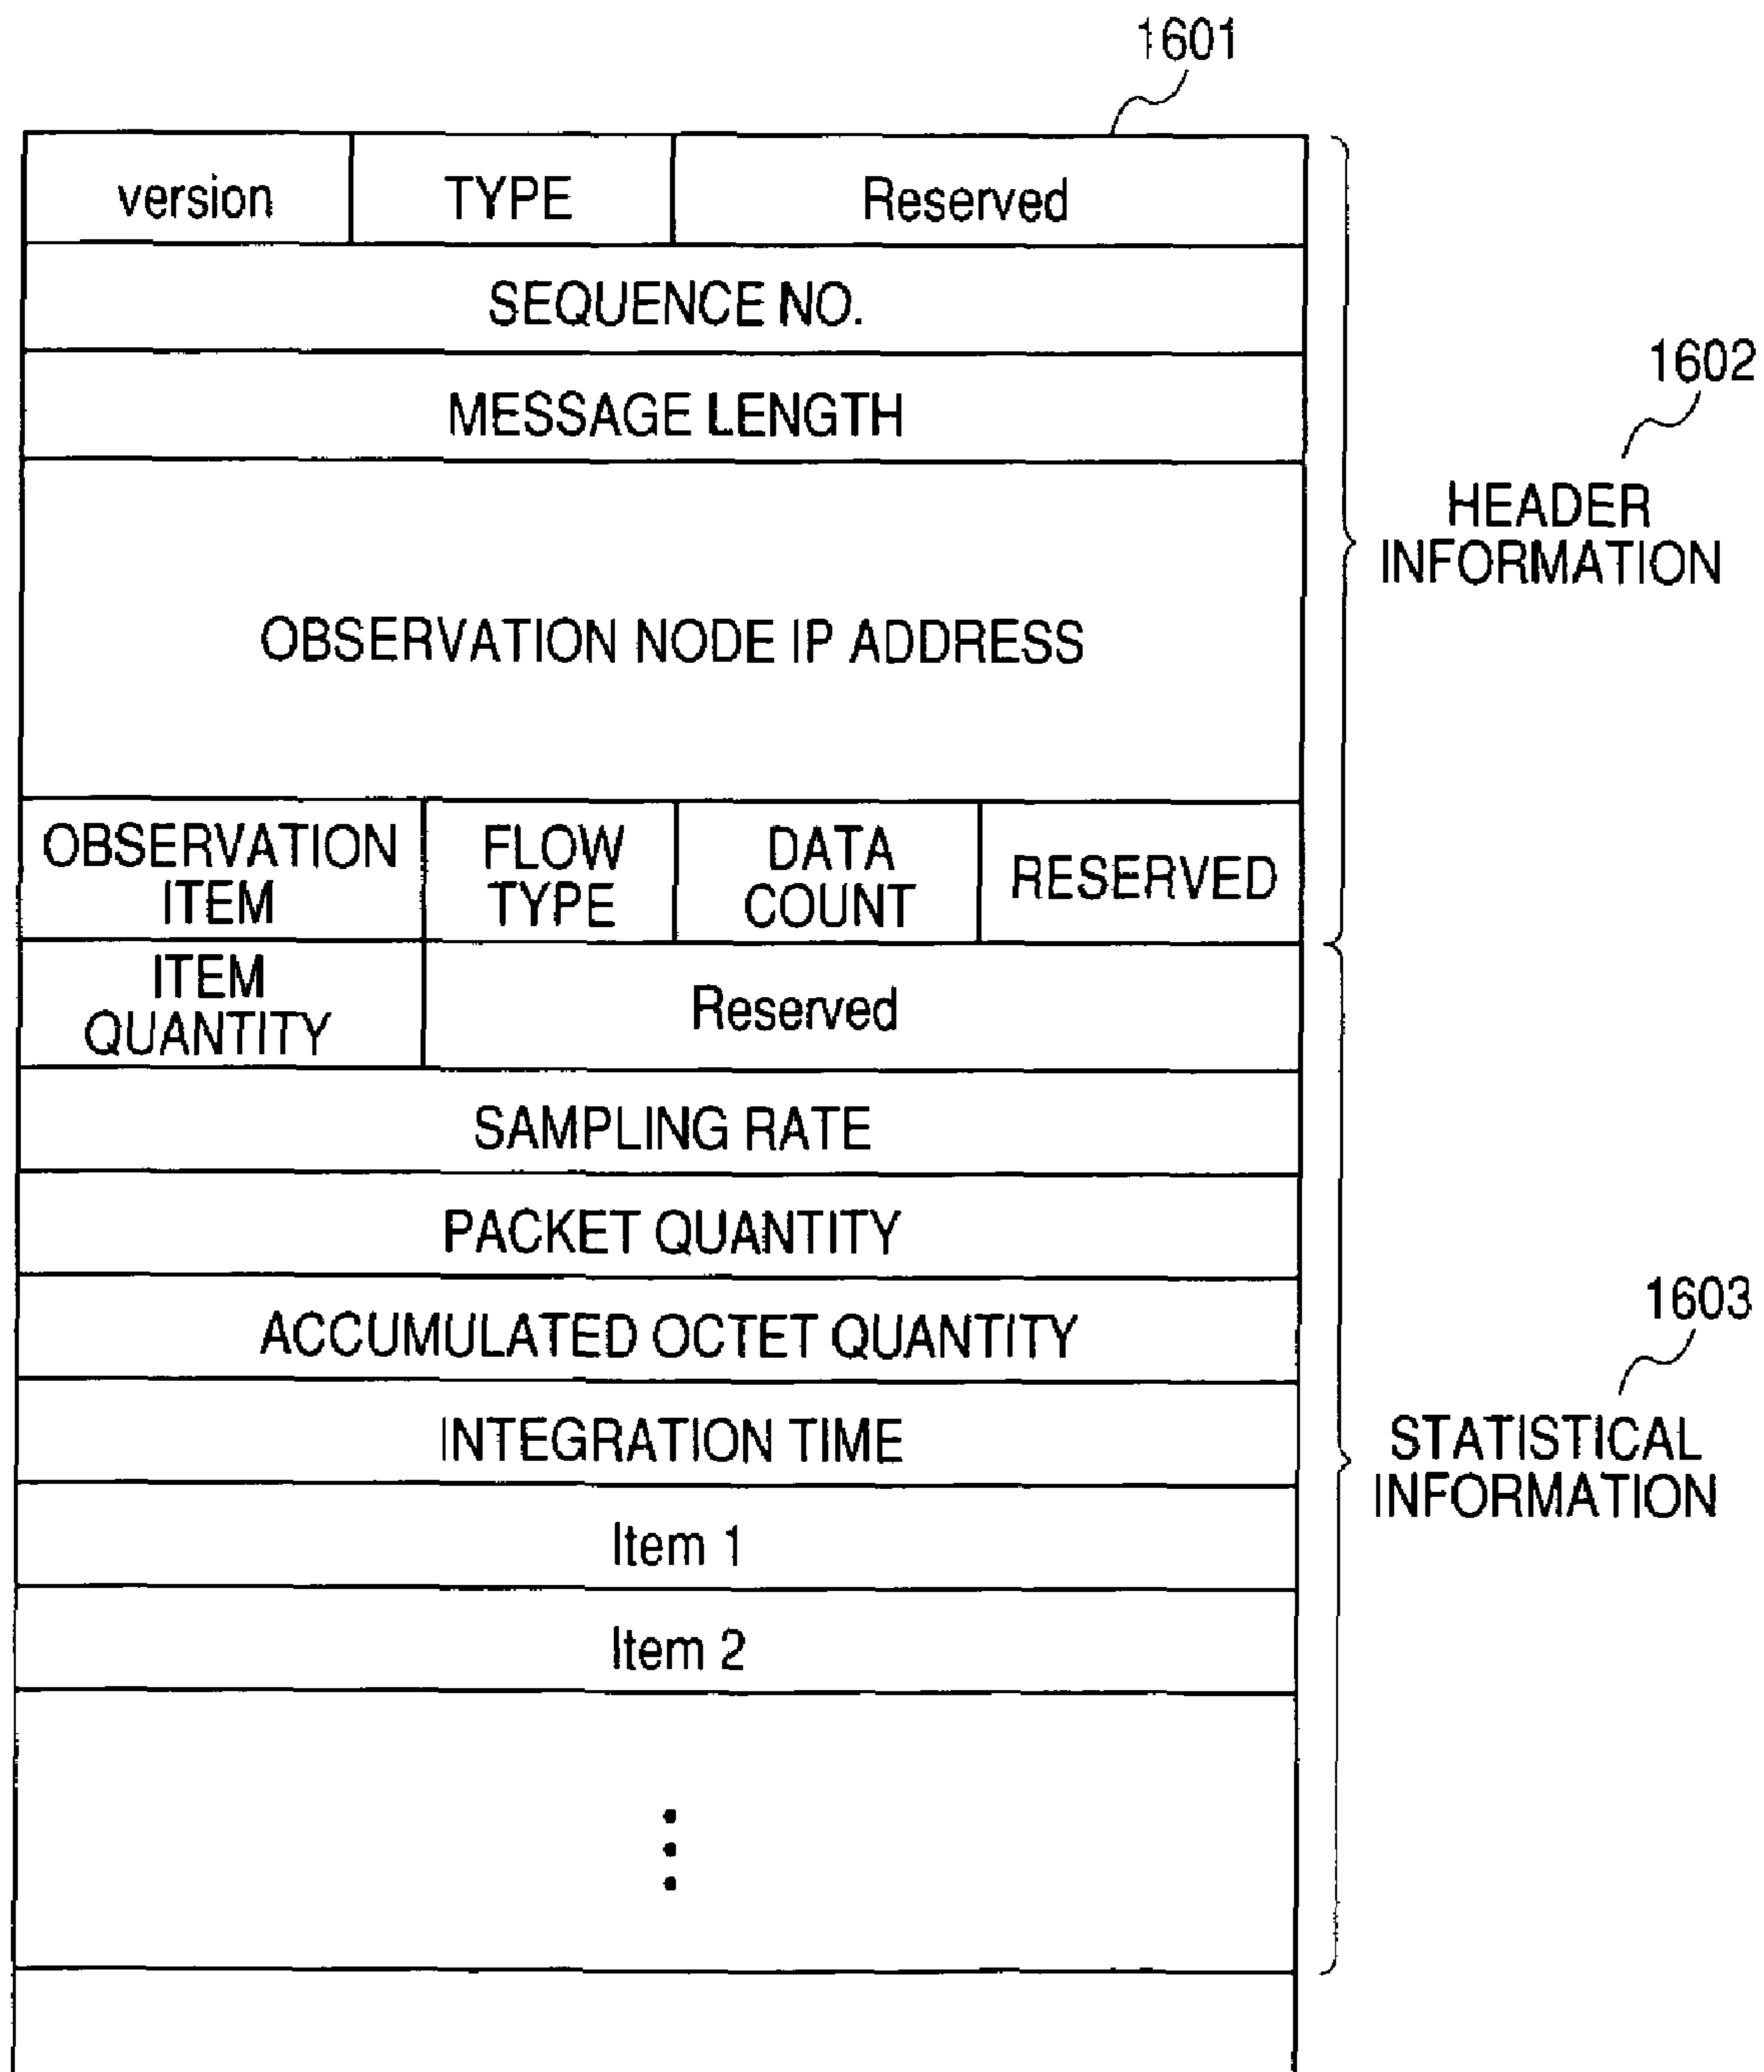 1601
version TYPE Reserved
SEQUENCE NO.
MESSAGE LENGTH
1602
HEADER
INFORMATION
OBSERVATION NODE IP ADDRESS
OBSERVATION
ITEM
FLOW
TYPE
DATA
COUNT
RESERVED
ITEM
QUANTITY
Reserved
SAMPLING RATE
PACKET QUANTITY
ACCUMULATED OCTET QUANTITY
1603
STATISTICAL
INFORMATION
INTEGRATION TIME
Item 1
Item 2